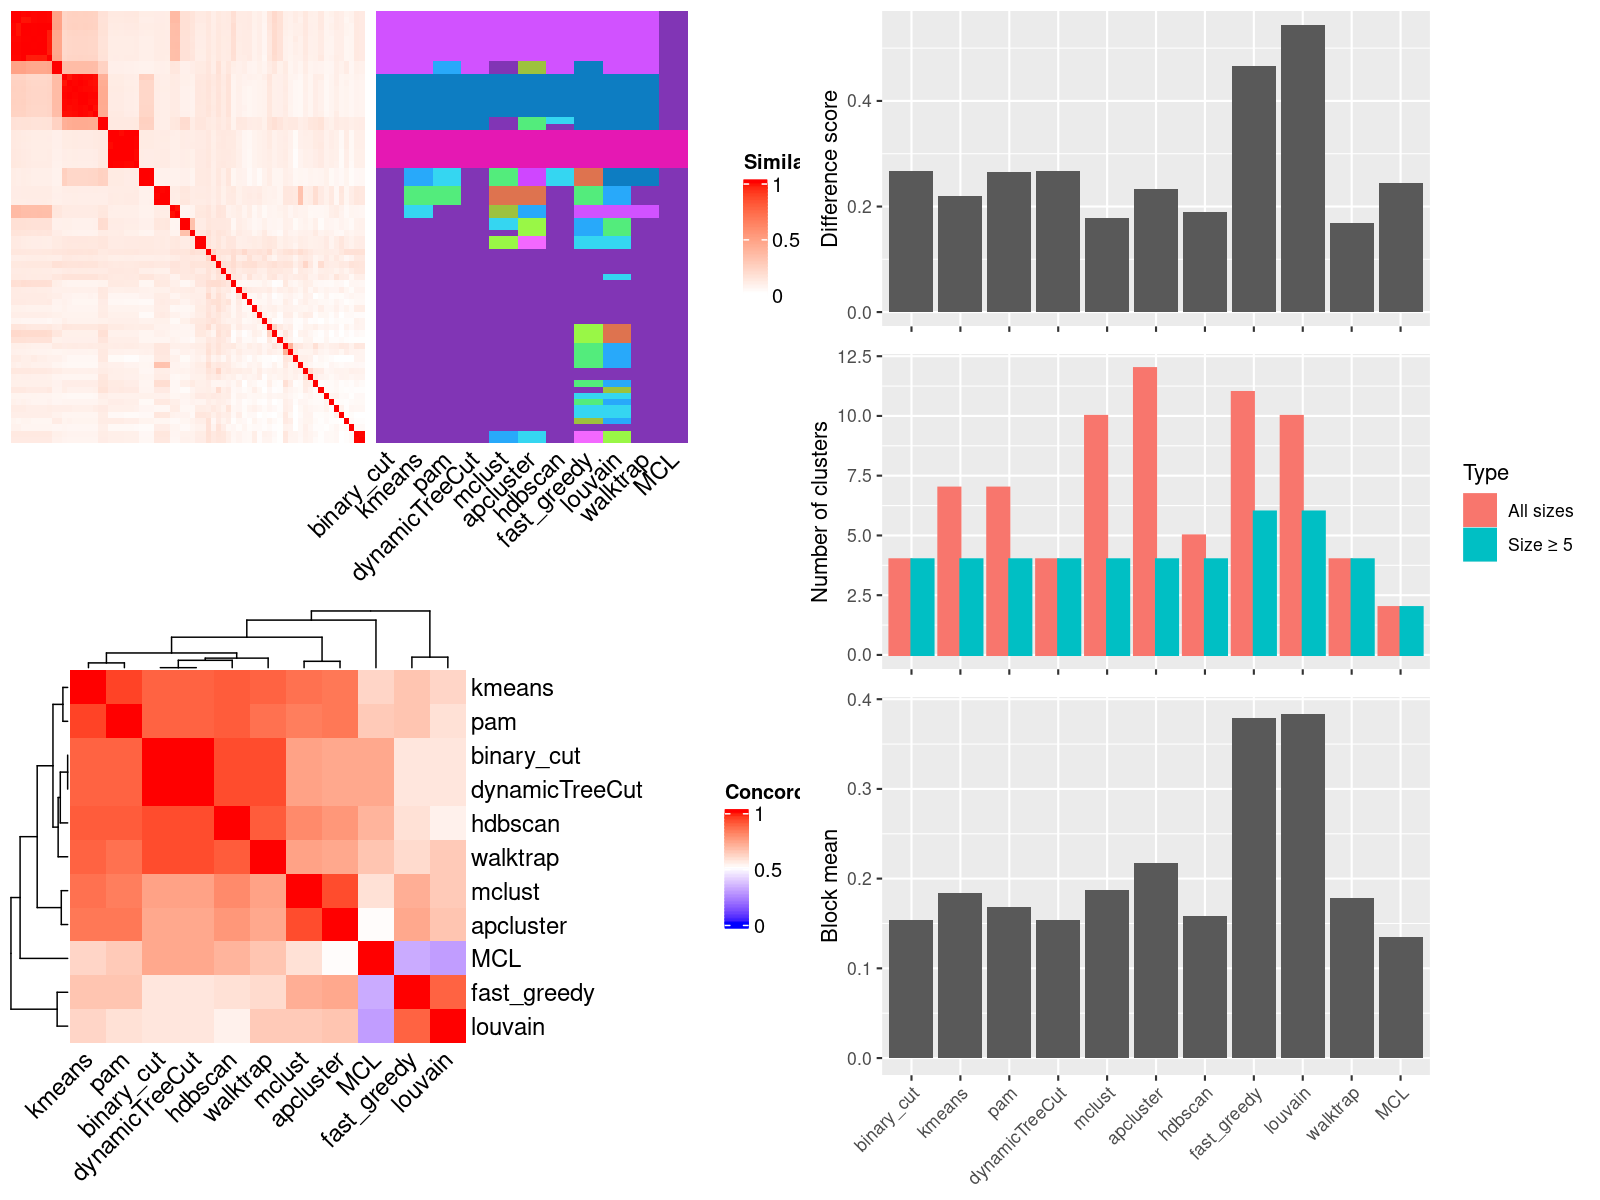 Simila
1
0.5
0
binary_cut
kmeans
pam
dynamicTreeCut
mclust
apcluster
hdbscan
fast_greedy
louvain
walktrap
MCL
kmeans
pam
binary_cut
dynamicTreeCut
hdbscan
walktrap
mclust
apcluster
MCL
fast_greedy
louvain
Concord
1
0.5
0
kmeans
pam
binary_cut
dynamicTreeCut
hdbscan
walktrap
mclust
apcluster
MCL
fast_greedy
louvain
Difference score
0.4
0.2
0.0
Number of clusters
12.5
10.0
7.5
5.0
2.5
0.0
Type
All sizes
Size ≥ 5
Block mean
0.4
0.3
0.2
0.1
0.0
binary_cut
kmeans
pam
dynamicTreeCut
mclust
apcluster
hdbscan
fast_greedy
louvain
walktrap
MCL